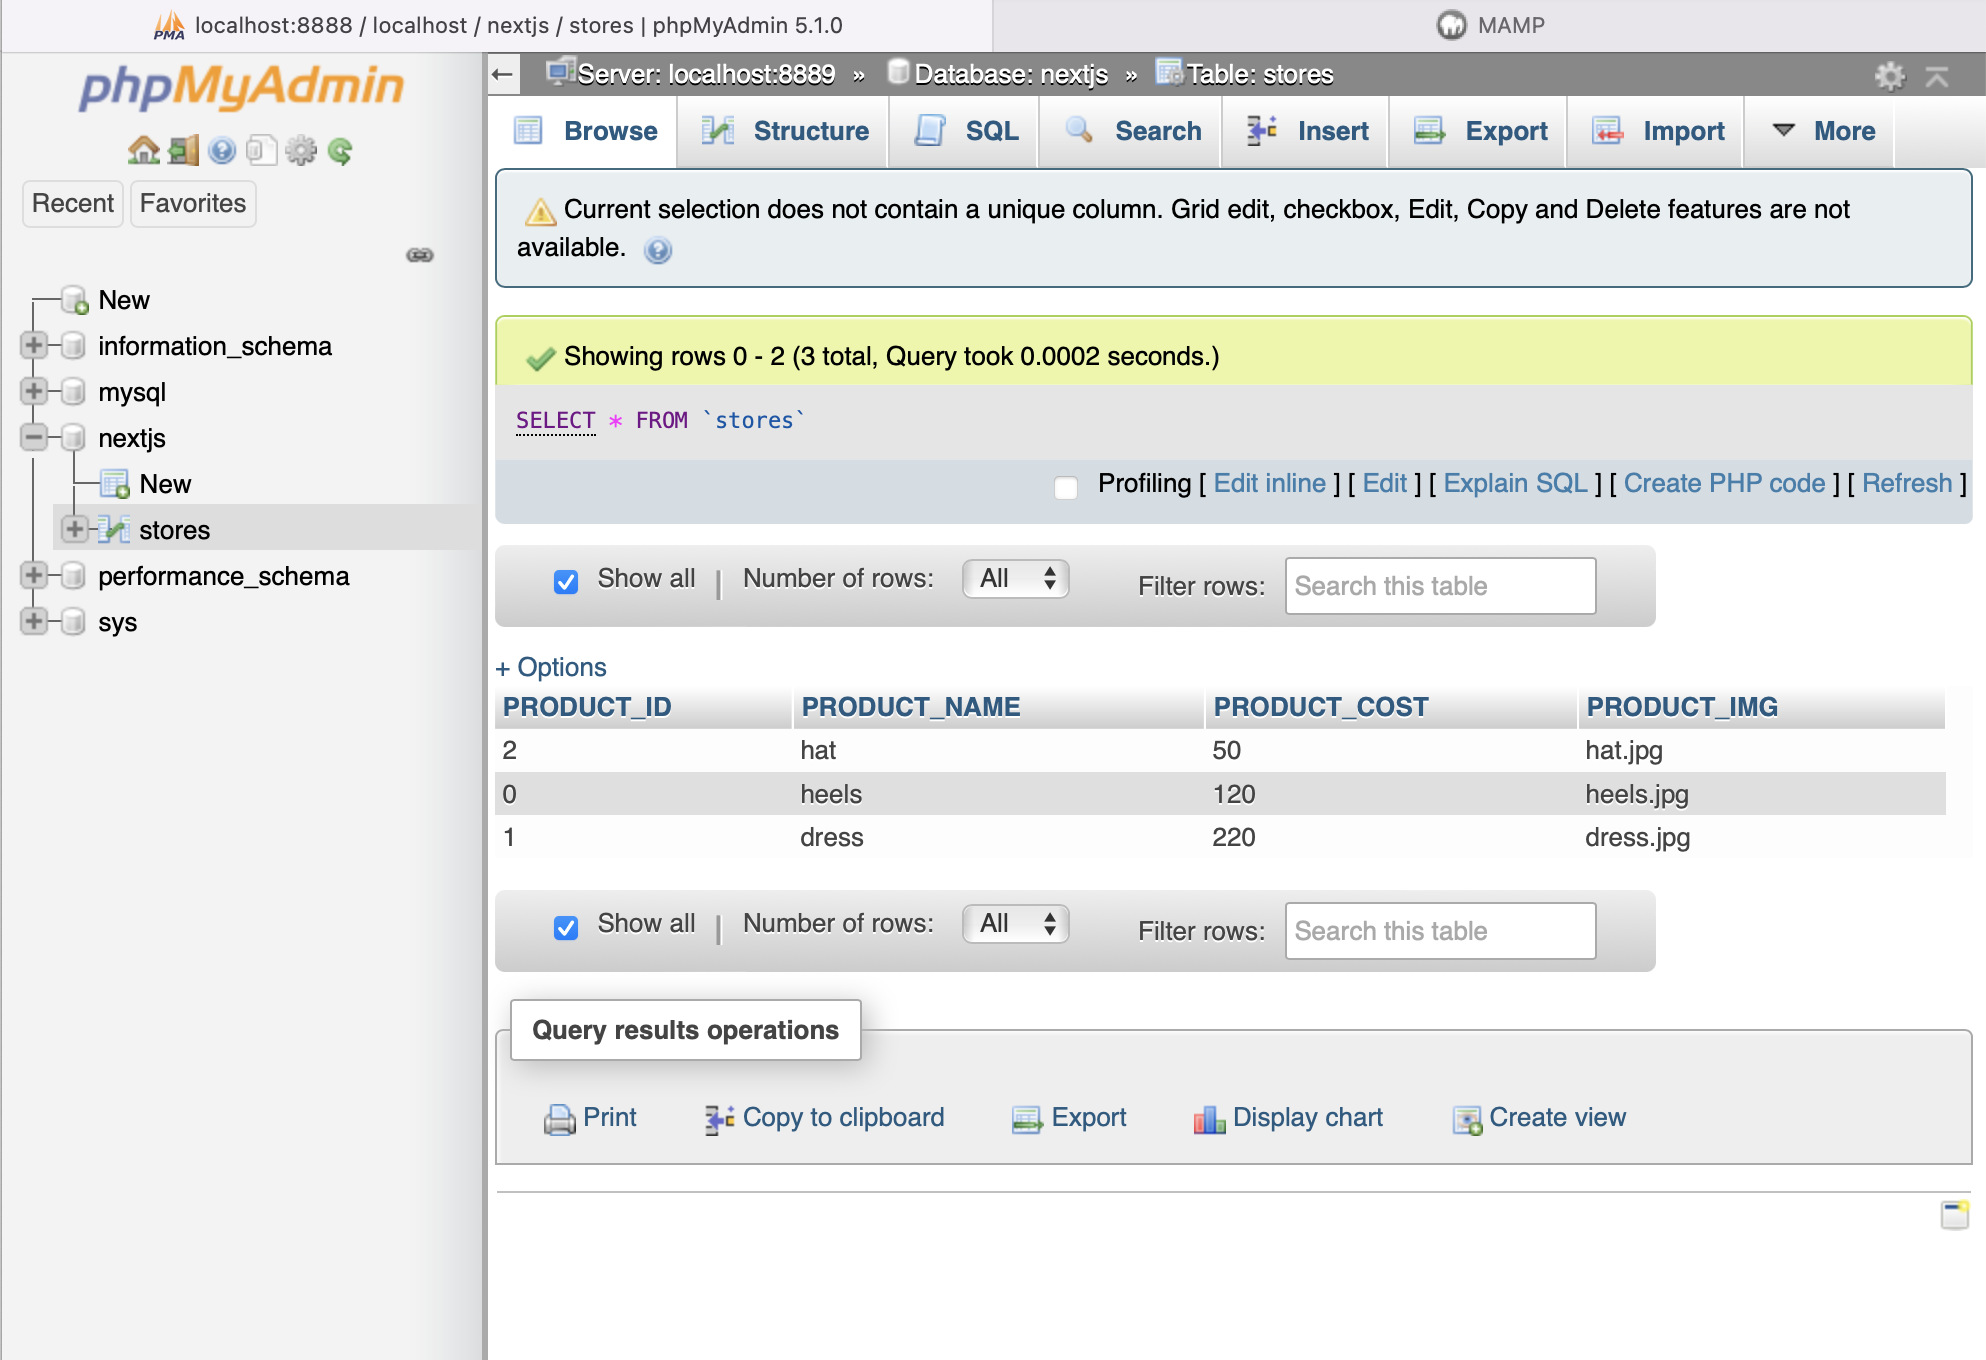 localhost:8888 / localhost / nextjs / stores | phpMyAdmin 5.1.0
MAMP
phpMyAdmin
Recent
Favorites
New
information_schema
mysql
nextjs
New
stores
performance_schema
sys
Server: localhost:8889 » Database: nextjs » Table: stores
Browse Structure SQL Search Insert Export Import More
Current selection does not contain a unique column. Grid edit, checkbox, Edit, Copy and Delete features are not
available.
Showing rows 0 - 2 (3 total, Query took 0.0002 seconds.)
SELECT * FROM `stores`
Profiling [ Edit inline ] [ Edit ] [ Explain SQL ] [ Create PHP code ] [ Refresh ]
Show all | Number of rows: All Filter rows: Search this table
+ Options
PRODUCT_ID PRODUCT_NAME PRODUCT_COST PRODUCT_IMG
2 hat 50 hat.jpg
0 heels 120 heels.jpg
1 dress 220 dress.jpg
Show all | Number of rows: All Filter rows: Search this table
Query results operations
Print Copy to clipboard Export Display chart Create view